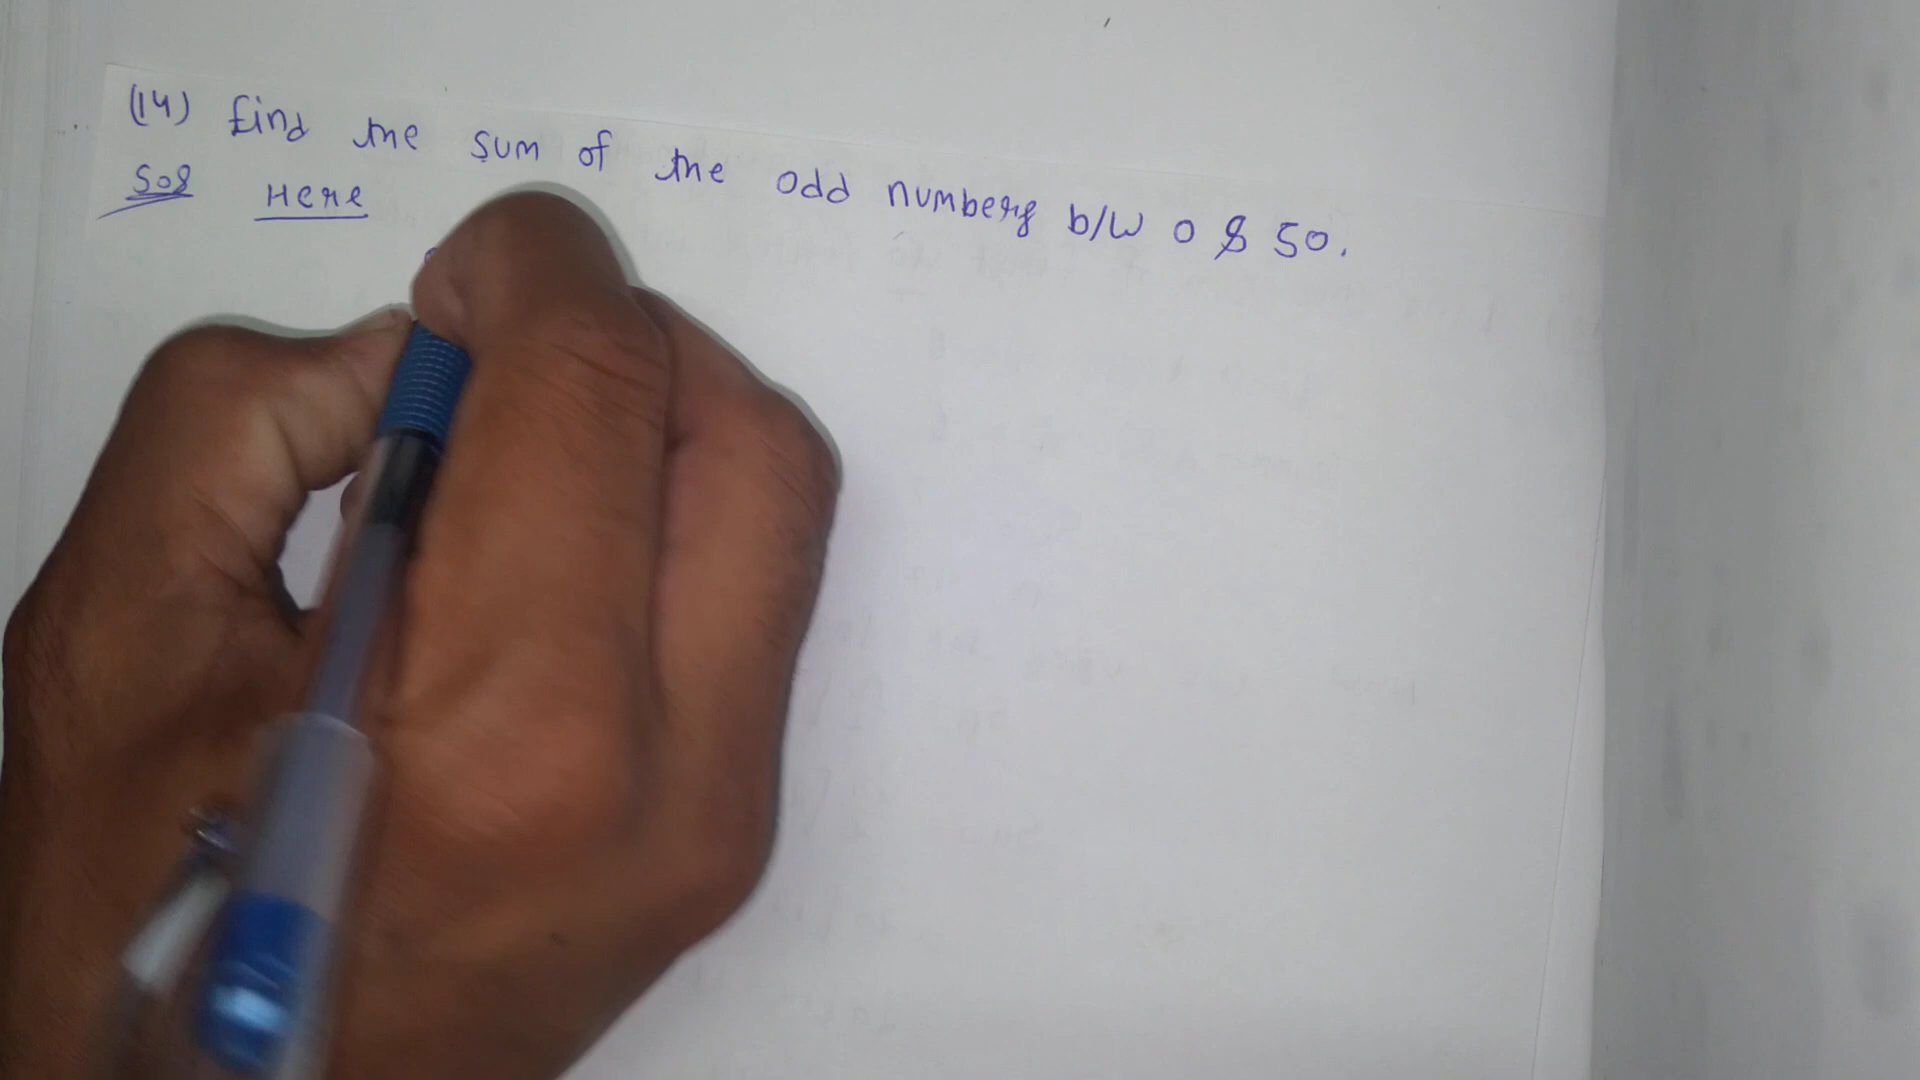 (14) find the sum of the odd numbers b/w 0 & 50.
Sol Here